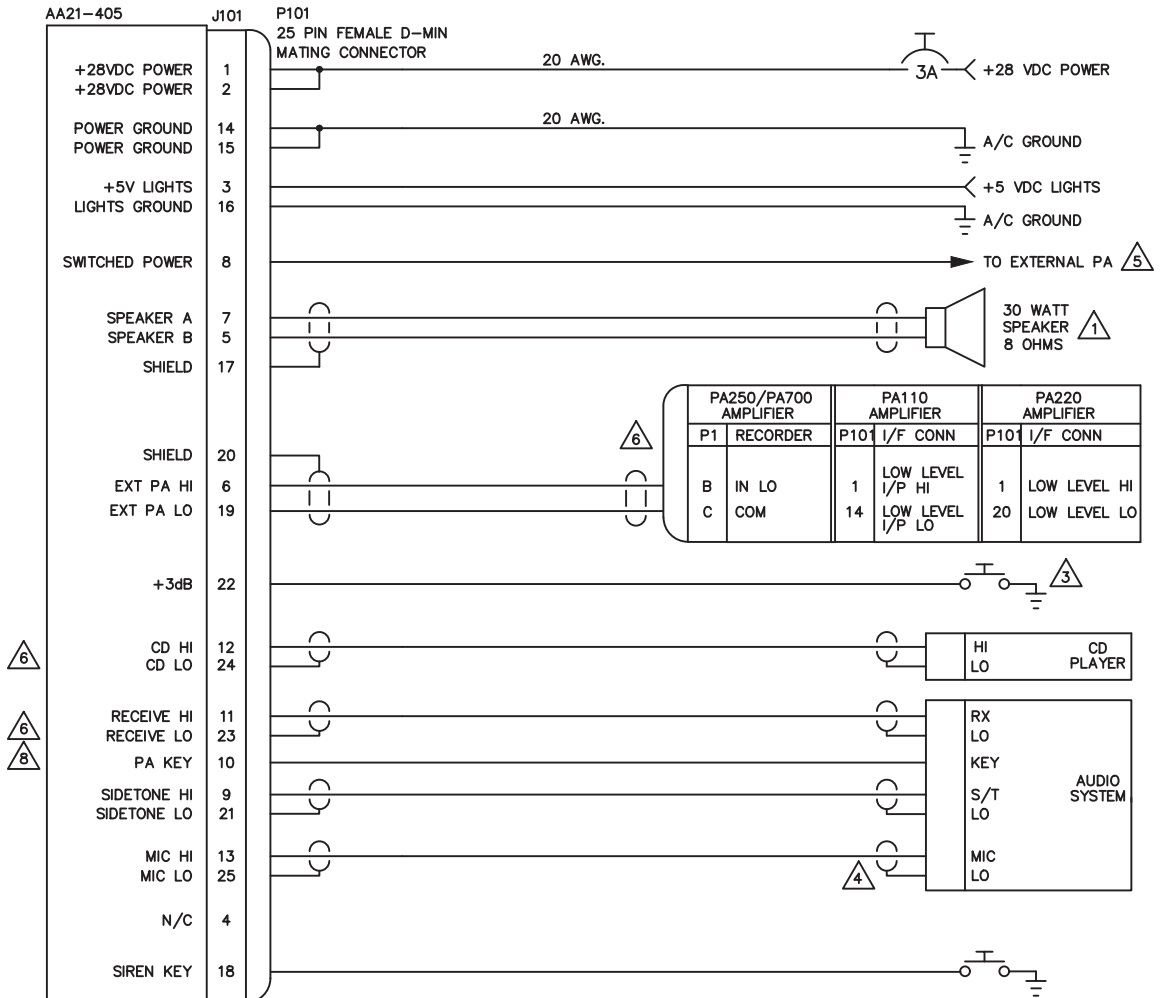 AA21-405 J101 P101
25 PIN FEMALE D-MIN
MATING CONNECTOR
+28VDC POWER 1 20 AWG. 3A +28 VDC POWER
+28VDC POWER 2
POWER GROUND 14 20 AWG.
POWER GROUND 15 A/C GROUND
+5V LIGHTS 3 +5 VDC LIGHTS
LIGHTS GROUND 16 A/C GROUND
SWITCHED POWER 8 TO EXTERNAL PA 5
SPEAKER A 7 30 WATT
SPEAKER B 5 SPEAKER 1
8 OHMS
SHIELD 17
PA250/PA700 PA110 PA220
AMPLIFIER AMPLIFIER AMPLIFIER
6 P1 RECORDER P101 I/F CONN P101 I/F CONN
SHIELD 20
EXT PA HI 6 B IN LO 1 LOW LEVEL I/P HI 1 LOW LEVEL HI
EXT PA LO 19 C COM 14 LOW LEVEL I/P LO 20 LOW LEVEL LO
+3dB 22 3
CD HI 12 HI CD
6 CD LO 24 LO PLAYER
RECEIVE HI 11 RX
6 RECEIVE LO 23 LO
8 PA KEY 10 KEY
SIDETONE HI 9 S/T AUDIO
SIDETONE LO 21 LO SYSTEM
MIC HI 13 MIC
MIC LO 25 4 LO
N/C 4
SIREN KEY 18